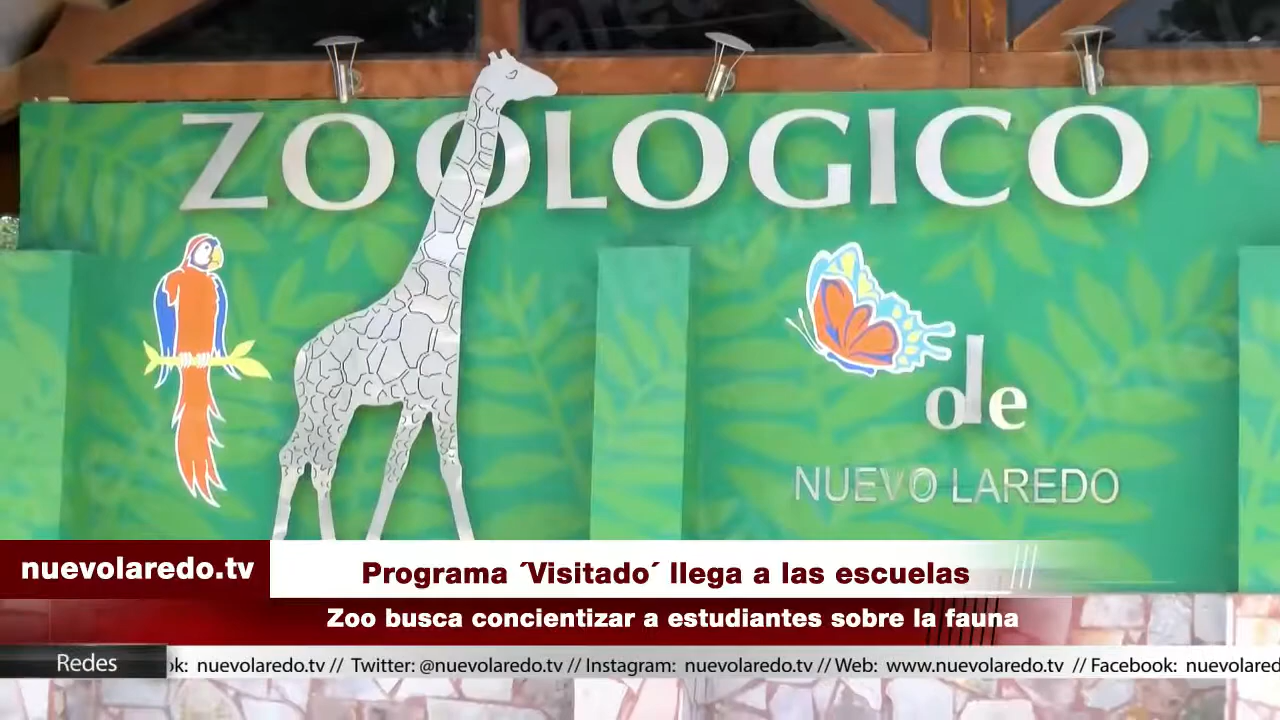 ZOOLOGICO
de
NUEVO LAREDO
nuevolaredo.tv
Programa ´Visitado´ llega a las escuelas
Zoo busca concientizar a estudiantes sobre la fauna
Redes
ok: nuevolaredo.tv // Twitter: @nuevolaredo.tv // Instagram: nuevolaredo.tv // Web: www.nuevolaredo.tv // Facebook: nuevolared